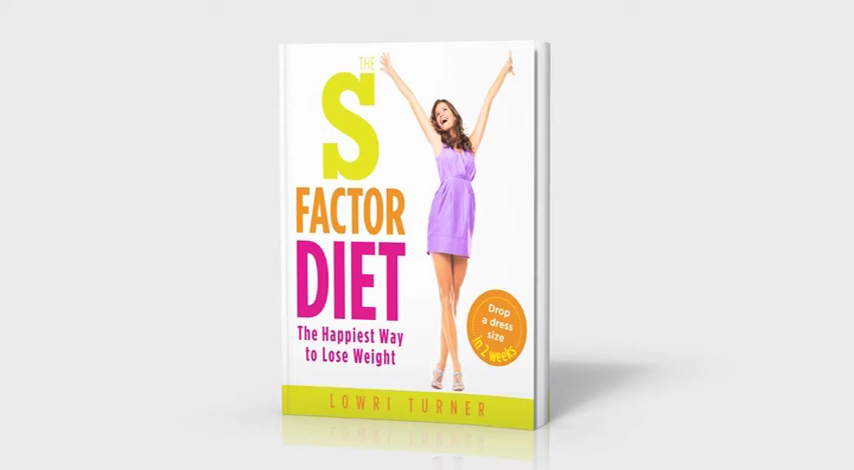 THE
S
FACTOR
DIET
The Happiest Way
to Lose Weight
Drop
a dress
size
in 2 weeks
LOWRI TURNER